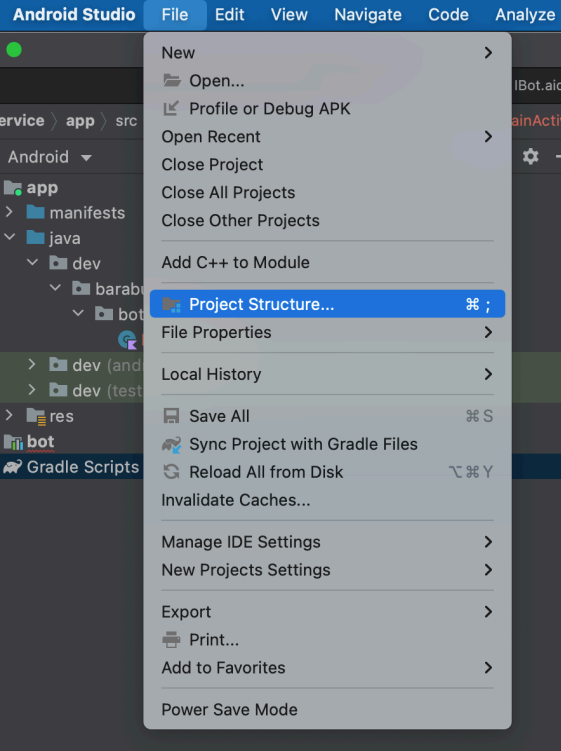 Android Studio File Edit View Navigate Code Analyze
New
Open...
IBot.aid
Profile or Debug APK
ervice app src
ainActi
Open Recent
Android
Close Project
app
Close All Projects
manifests
Close Other Projects
java
dev
Add C++ to Module
barabu
Project Structure... ⌘ ;
bot
File Properties
dev (and
Local History
dev (test
res
Save All ⌘ S
bot
Sync Project with Gradle Files
Gradle Scripts
Reload All from Disk ⌥ ⌘ Y
Invalidate Caches...
Manage IDE Settings
New Projects Settings
Export
Print...
Add to Favorites
Power Save Mode